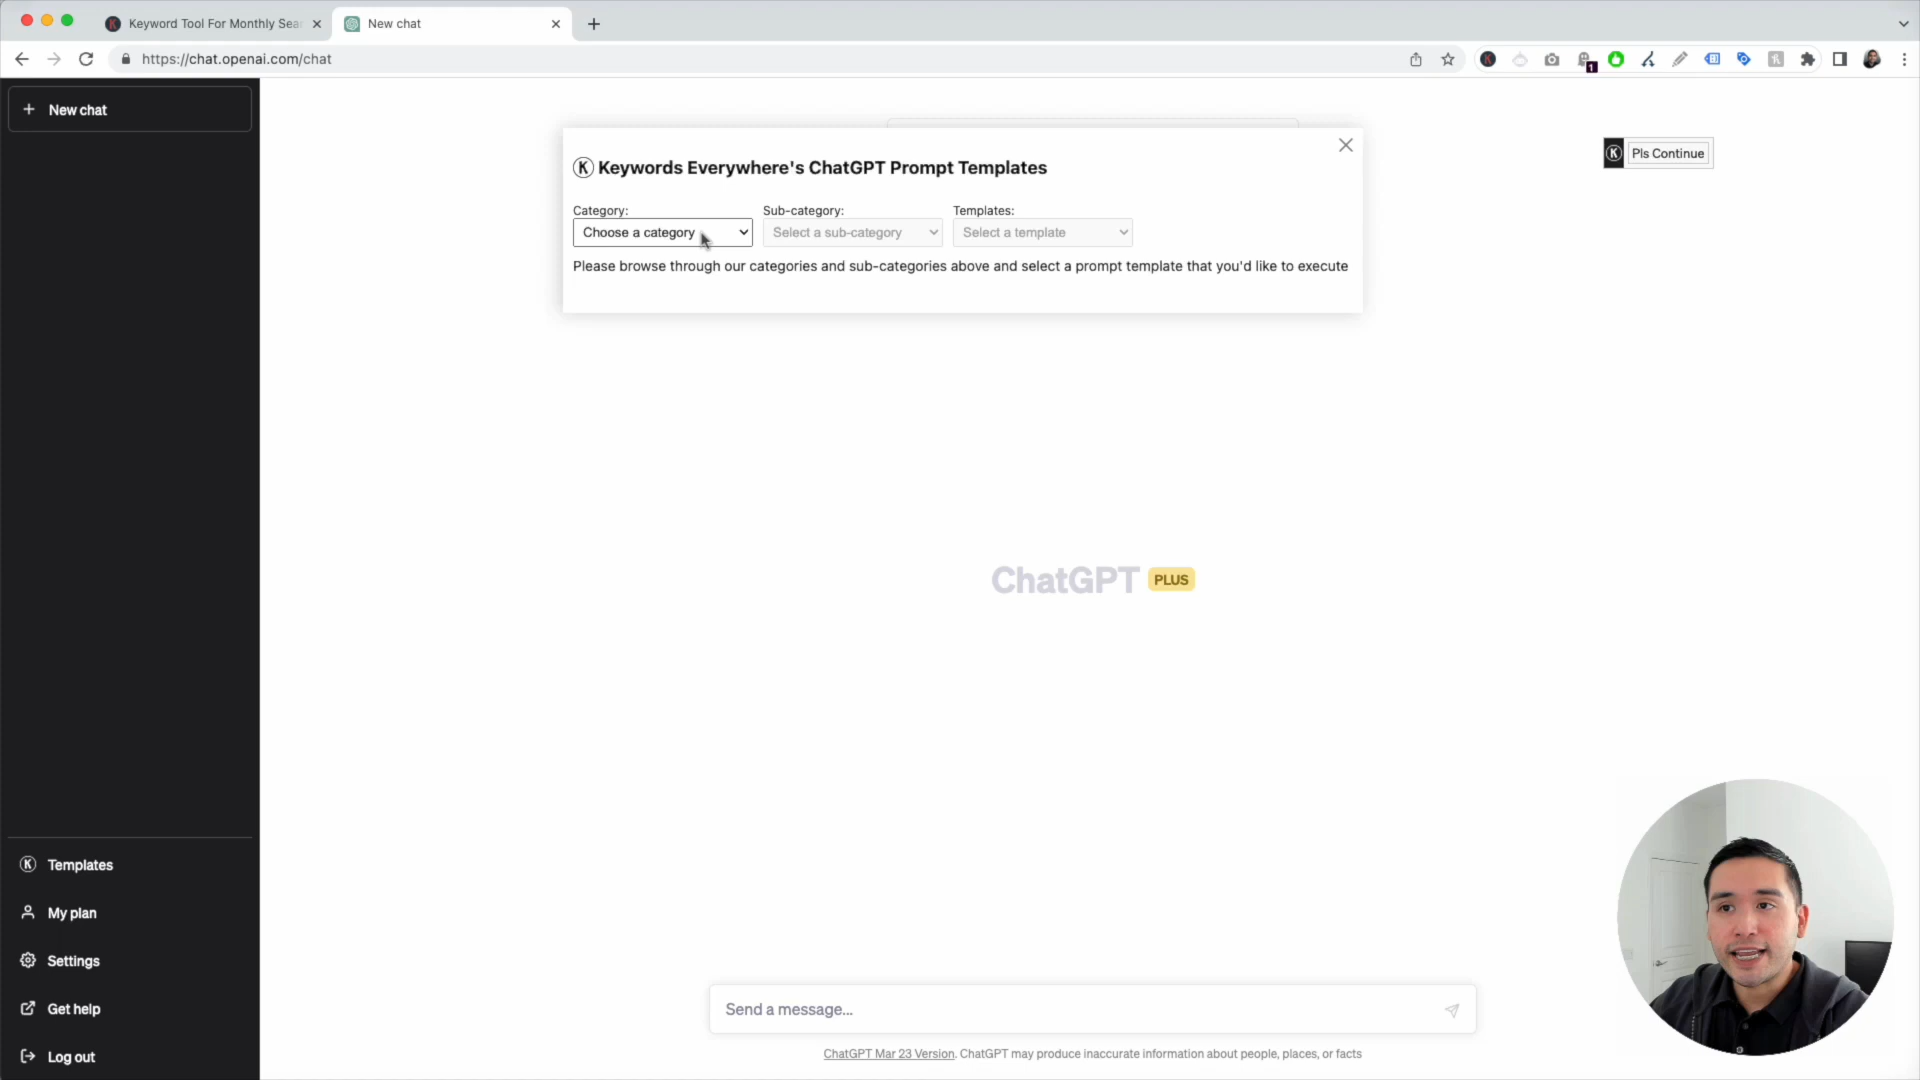 Keyword Tool For Monthly Sear
New chat
https://chat.openai.com/chat
1
New chat
K Keywords Everywhere's ChatGPT Prompt Templates
K Pls Continue
Category: Sub-category: Templates:
Choose a category Select a sub-category Select a template
Please browse through our categories and sub-categories above and select a prompt template that you'd like to execute
ChatGPT PLUS
K Templates
My plan
Settings
Get help
Log out
Send a message...
ChatGPT Mar 23 Version. ChatGPT may produce inaccurate information about people, places, or facts